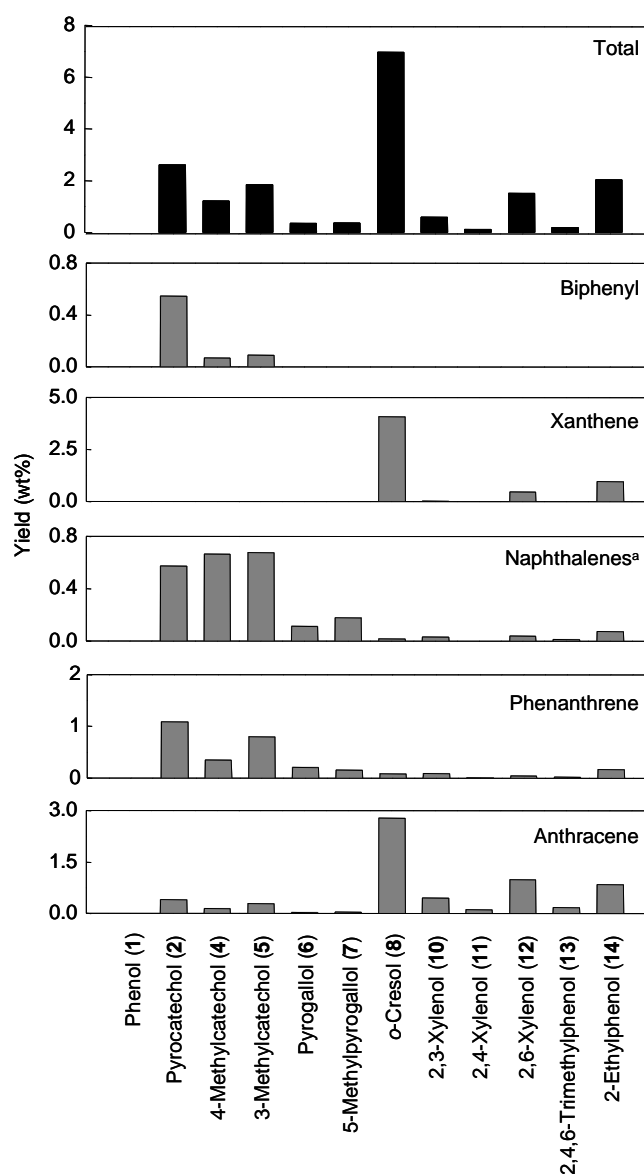 8
Total
6
4
2
0
0.8
Biphenyl
0.4
0.0
5.0
Xanthene
2.5
0.0
Yield (wt%)
0.8
Naphthalenesᵃ
0.4
0.0
2
Phenanthrene
1
0
3.0
Anthracene
1.5
0.0
Phenol (1)
Pyrocatechol (2)
4-Methylcatechol (4)
3-Methylcatechol (5)
Pyrogallol (6)
5-Methylpyrogallol (7)
o-Cresol (8)
2,3-Xylenol (10)
2,4-Xylenol (11)
2,6-Xylenol (12)
2,4,6-Trimethylphenol (13)
2-Ethylphenol (14)